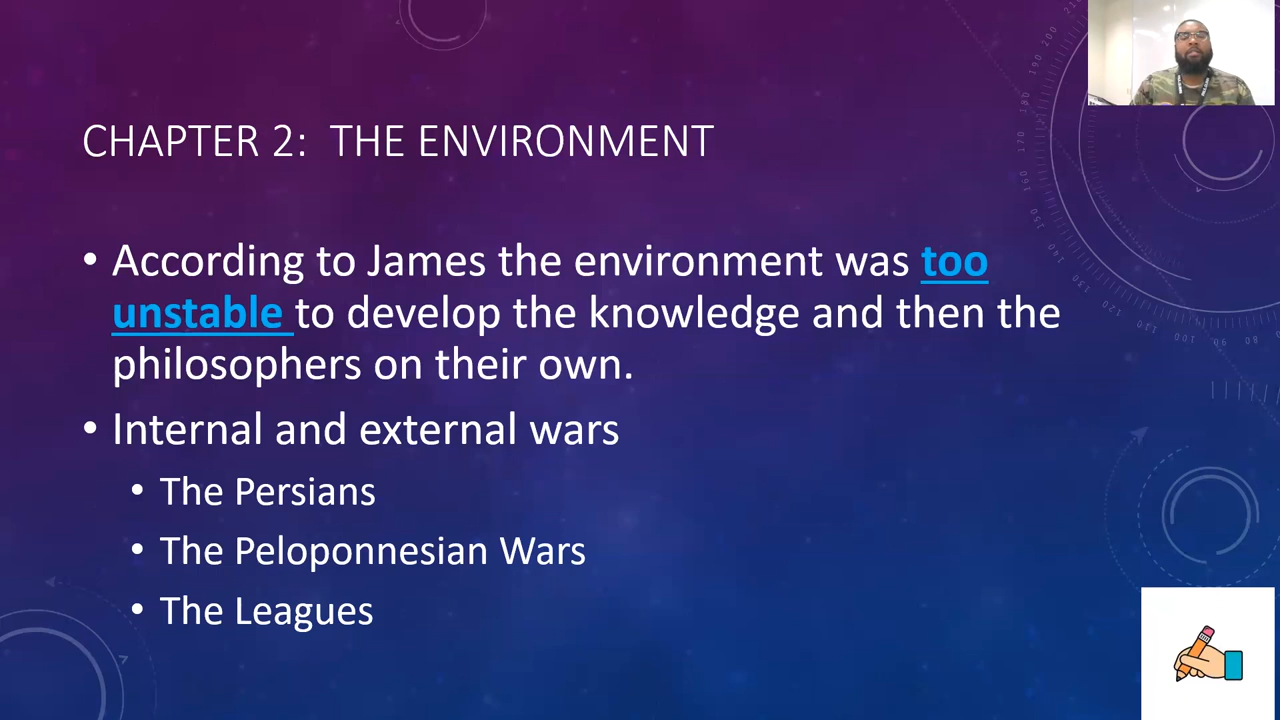 CHAPTER 2:  THE ENVIRONMENT
• According to James the environment was too
unstable to develop the knowledge and then the
philosophers on their own.
• Internal and external wars
• The Persians
• The Peloponnesian Wars
• The Leagues